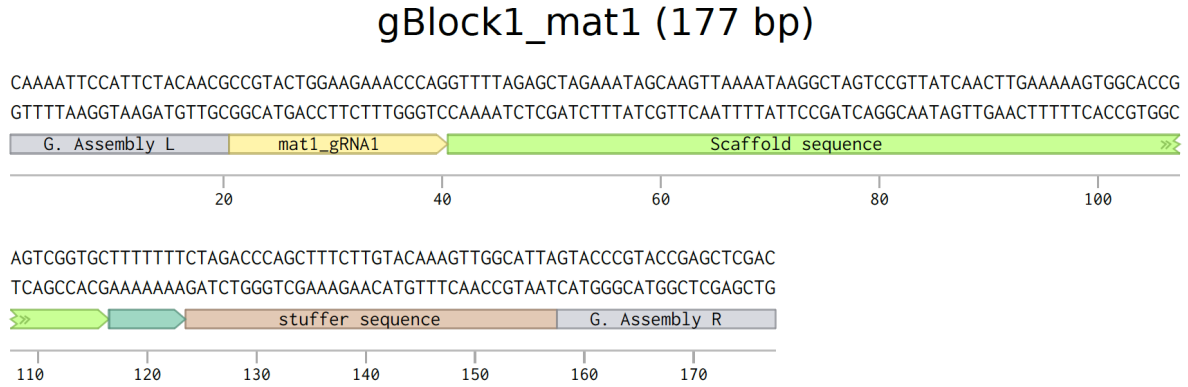 gBlock1_mat1 (177 bp)
CAAAATTCCATTCTACAACGCCGTACTGGAAGAAACCCAGGTTTTAGAGCTAGAAATAGCAAGTTAAAATAAGGCTAGTCCGTTATCAACTTGAAAAAGTGGCACCG
GTTTTAAGGTAAGATGTTGCGGCATGACCTTCTTTGGGTCCAAAATCTCGATCTTTATCGTTCAATTTTATTCCGATCAGGCAATAGTTGAACTTTTTCACCGTGGC
G. Assembly L mat1_gRNA1 Scaffold sequence
20 40 60 80 100
AGTCGGTGCTTTTTTTCTAGACCCAGCTTTCTTGTACAAAGTTGGCATTAGTACCCGTACCGAGCTCGAC
TCAGCCACGAAAAAAAGATCTGGGTCGAAAGAACATGTTTCAACCGTAATCATGGGCATGGCTCGAGCTG
stuffer sequence G. Assembly R
110 120 130 140 150 160 170